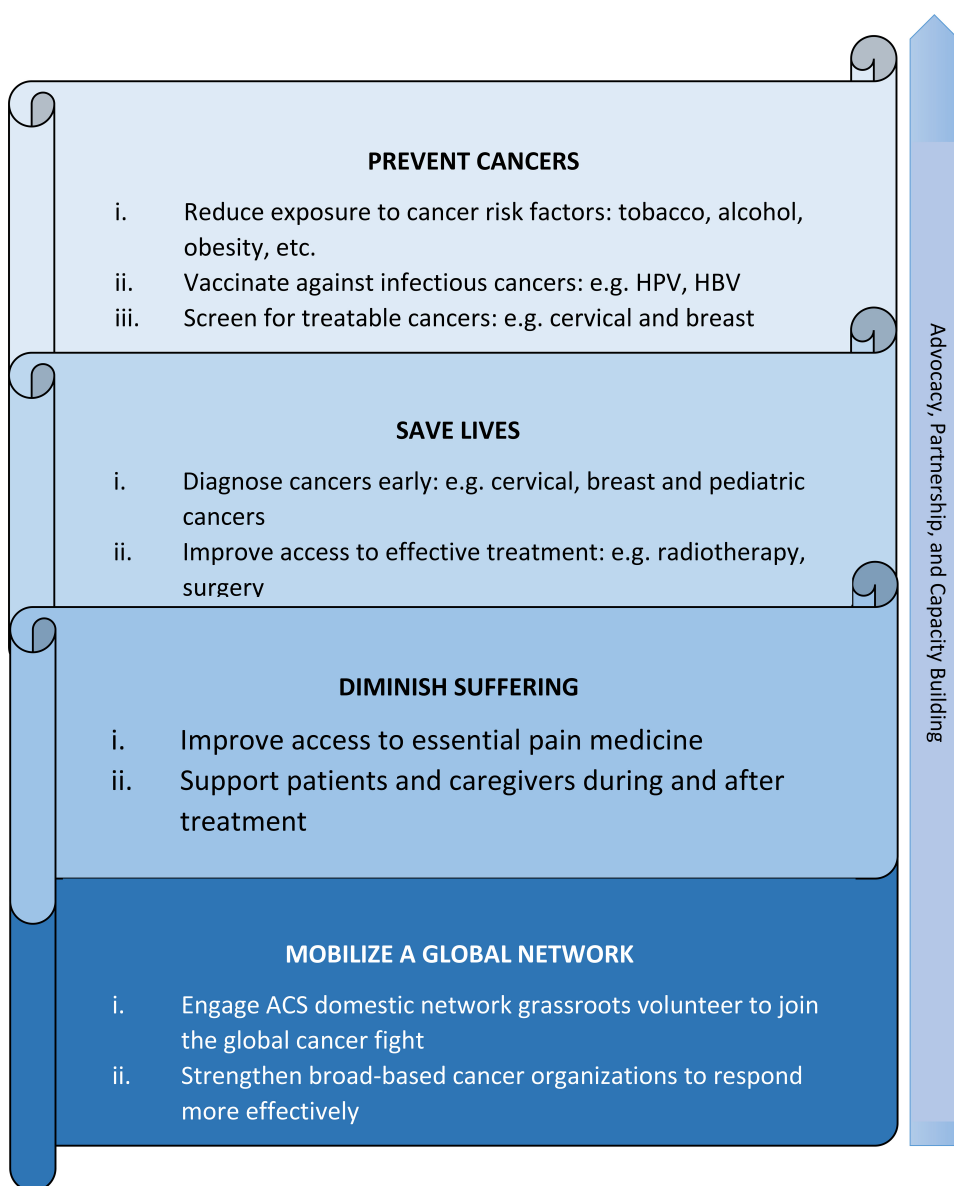 PREVENT CANCERS
i. Reduce exposure to cancer risk factors: tobacco, alcohol,
obesity, etc.
ii. Vaccinate against infectious cancers: e.g. HPV, HBV
iii. Screen for treatable cancers: e.g. cervical and breast
SAVE LIVES
i. Diagnose cancers early: e.g. cervical, breast and pediatric
cancers
ii. Improve access to effective treatment: e.g. radiotherapy,
surgery
DIMINISH SUFFERING
i. Improve access to essential pain medicine
ii. Support patients and caregivers during and after
treatment
MOBILIZE A GLOBAL NETWORK
i. Engage ACS domestic network grassroots volunteer to join
the global cancer fight
ii. Strengthen broad-based cancer organizations to respond
more effectively
Advocacy, Partnership, and Capacity Building